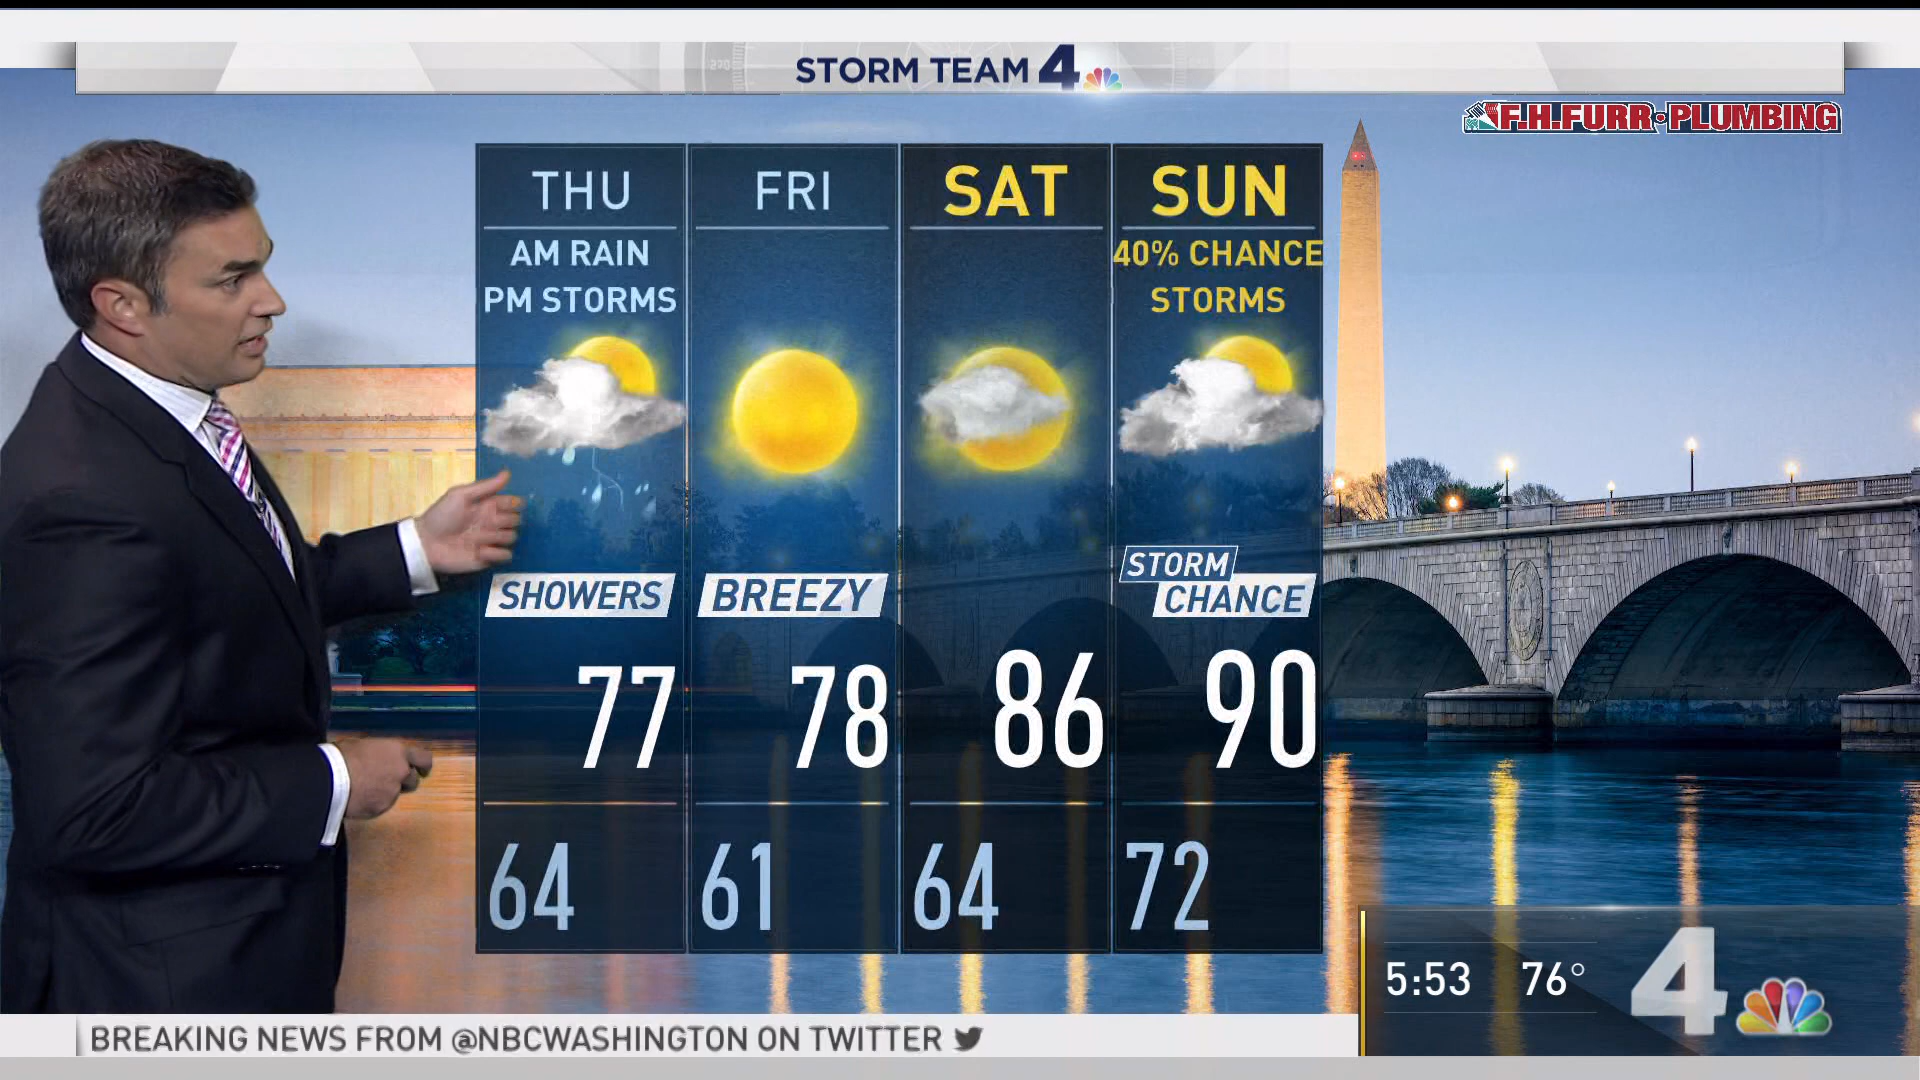 STORM TEAM 4
F.H.FURR•PLUMBING
THU
AM RAIN
PM STORMS
SHOWERS
77
64
FRI
BREEZY
78
61
SAT
86
64
SUN
40% CHANCE
STORMS
STORM
CHANCE
90
72
5:53 76°
4
BREAKING NEWS FROM @NBCWASHINGTON ON TWITTER